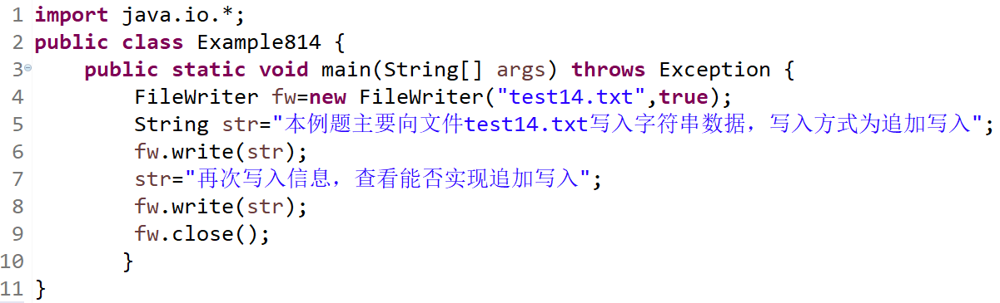 1 import java.io.*;
2 public class Example814 {
3 public static void main(String[] args) throws Exception {
4 FileWriter fw=new FileWriter("test14.txt",true);
5 String str="本例题主要向文件test14.txt写入字符串数据，写入方式为追加写入";
6 fw.write(str);
7 str="再次写入信息，查看能否实现追加写入";
8 fw.write(str);
9 fw.close();
10 }
11 }